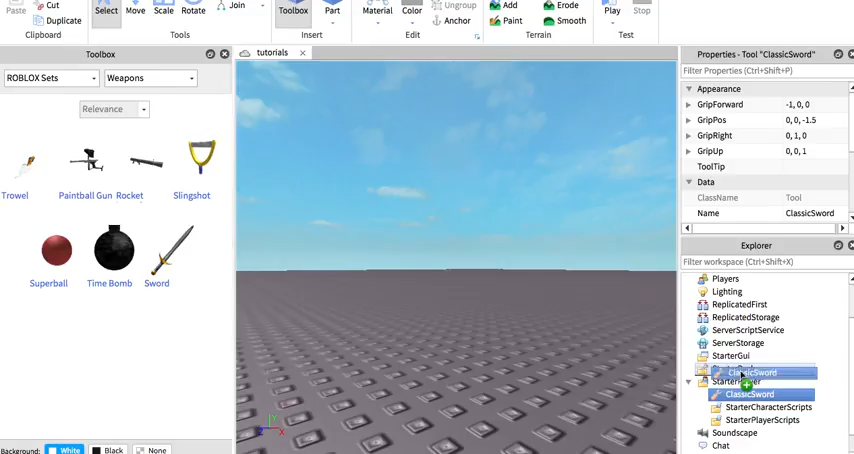 Paste
Cut
Duplicate
Clipboard
Select
Move
Scale
Rotate
Join
Tools
Toolbox
Part
Insert
Material
Color
Ungroup
Anchor
Edit
Add
Erode
Paint
Smooth
Terrain
Play
Stop
Test
Toolbox
ROBLOX Sets
Weapons
Relevance
Trowel
Paintball Gun
Rocket
Slingshot
Superball
Time Bomb
Sword
Background:
White
Black
None
tutorials
Z
Y
X
Properties - Tool "ClassicSword"
Filter Properties (Ctrl+Shift+P)
Appearance
GripForward -1, 0, 0
GripPos 0, 0, -1.5
GripRight 0, 1, 0
GripUp 0, 0, 1
ToolTip
Data
ClassName Tool
Name ClassicSword
Explorer
Filter workspace (Ctrl+Shift+X)
Players
Lighting
ReplicatedFirst
ReplicatedStorage
ServerScriptService
ServerStorage
StarterGui
ClassicSword
ClassicSword
StarterCharacterScripts
StarterPlayerScripts
Soundscape
Chat